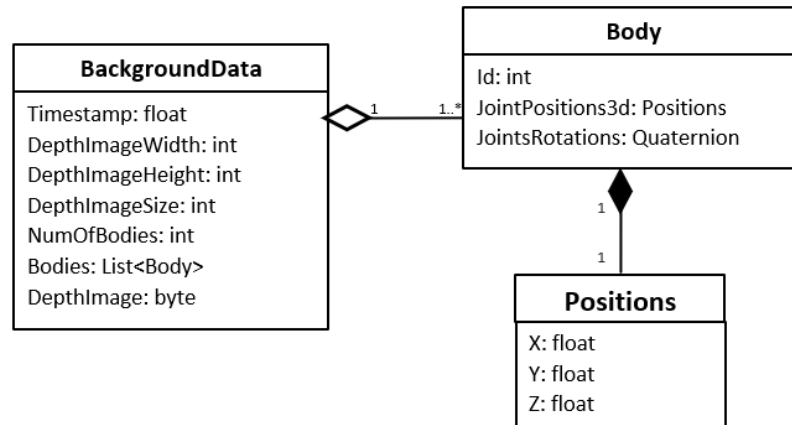 BackgroundData
Timestamp: float
DepthImageWidth: int
DepthImageHeight: int
DepthImageSize: int
NumOfBodies: int
Bodies: List<Body>
DepthImage: byte
1
1..*
Body
Id: int
JointPositions3d: Positions
JointsRotations: Quaternion
1
1
Positions
X: float
Y: float
Z: float